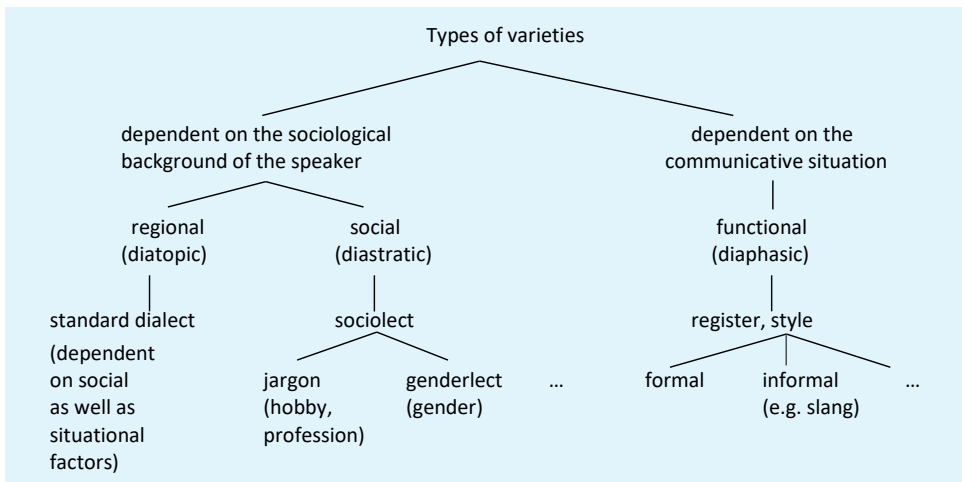 Types of varieties
dependent on the sociological
background of the speaker
dependent on the
communicative situation
regional
(diatopic)
social
(diastratic)
functional
(diaphasic)
standard dialect
(dependent
on social
as well as
situational
factors)
sociolect
register, style
jargon
(hobby,
profession)
genderlect
(gender)
...
formal
informal
(e.g. slang)
...